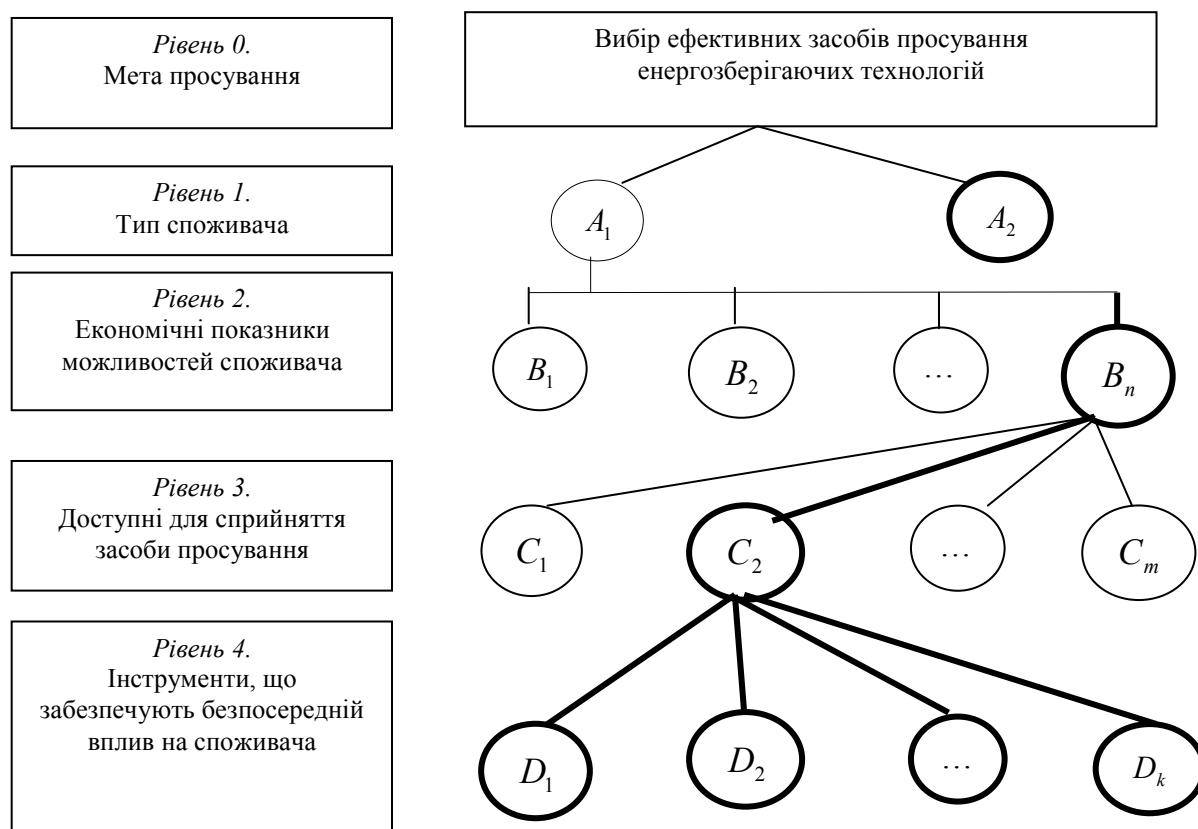 Рівень 0.
Мета просування
Вибір ефективних засобів просування
енергозберігаючих технологій
Рівень 1.
Тип споживача
A₁
A₂
Рівень 2.
Економічні показники
можливостей споживача
B₁
B₂
…
Bₙ
Рівень 3.
Доступні для сприйняття
засоби просування
C₁
C₂
…
Cₘ
Рівень 4.
Інструменти, що
забезпечують безпосередній
вплив на споживача
D₁
D₂
…
Dₖ